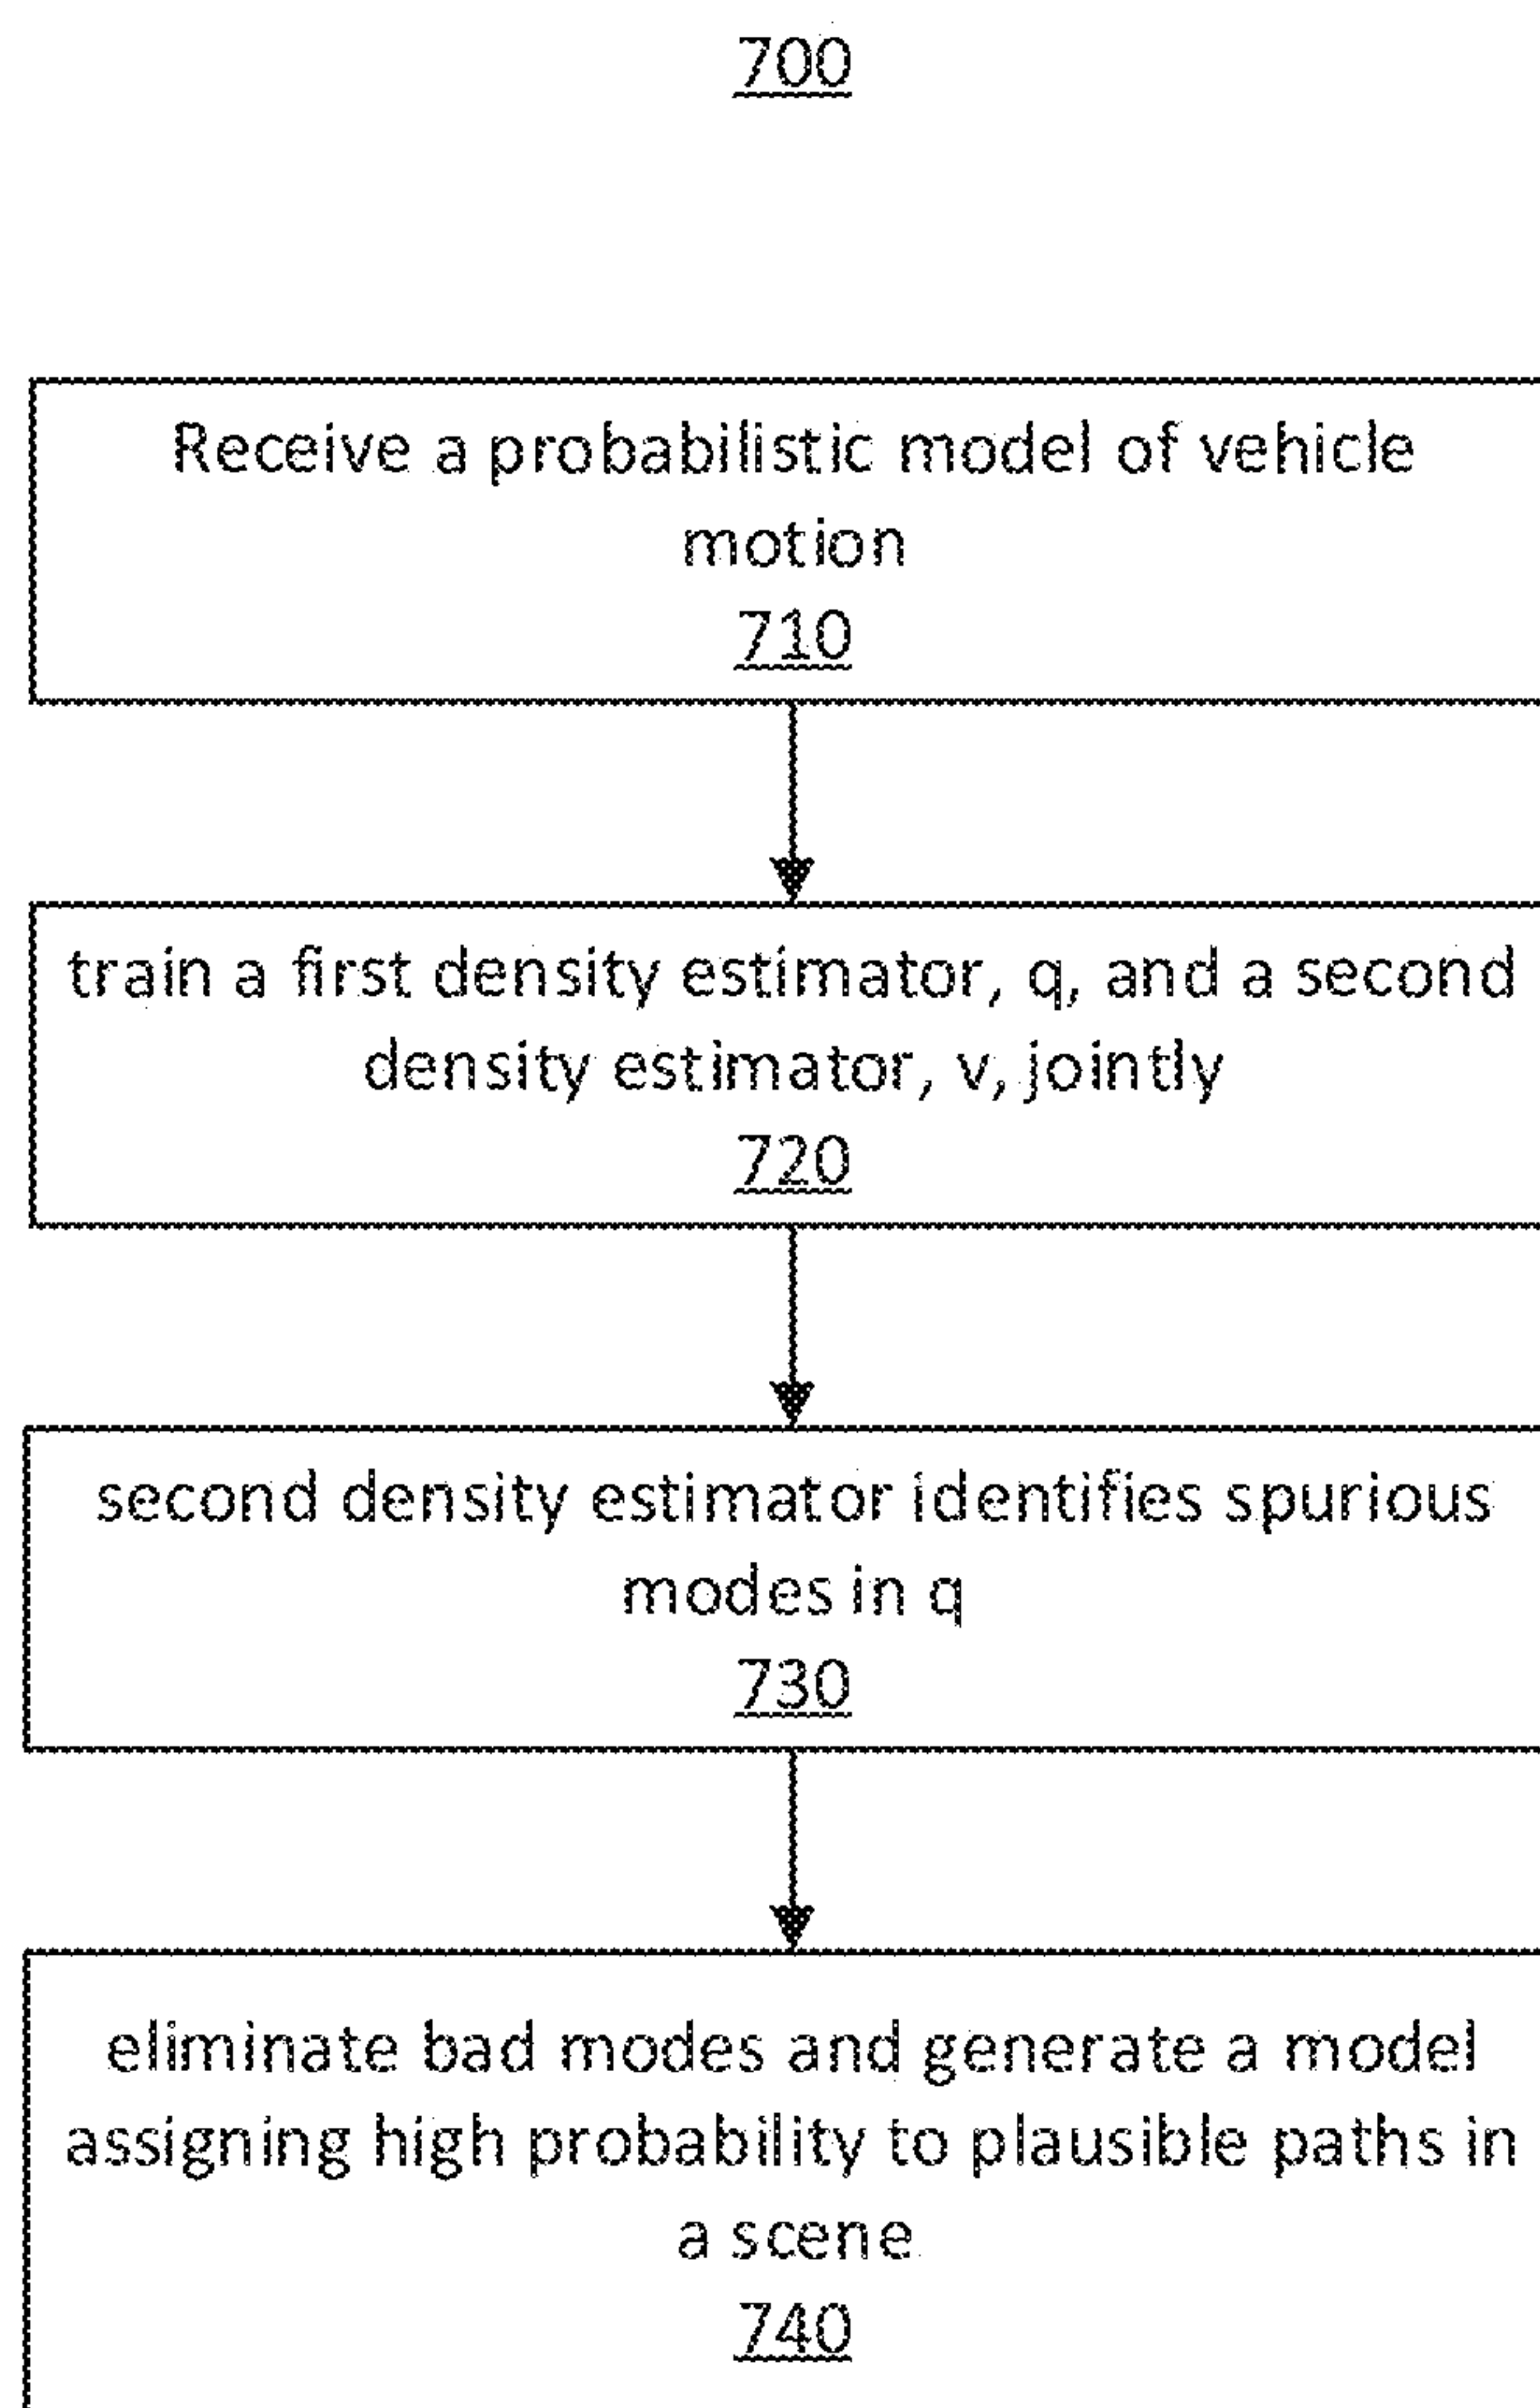 700
Receive a probabilistic model of vehicle
motion
710
train a first density estimator, q, and a second
density estimator, v, jointly
720
second density estimator identifies spurious
modes in q
730
eliminate bad modes and generate a model
assigning high probability to plausible paths in
a scene
740